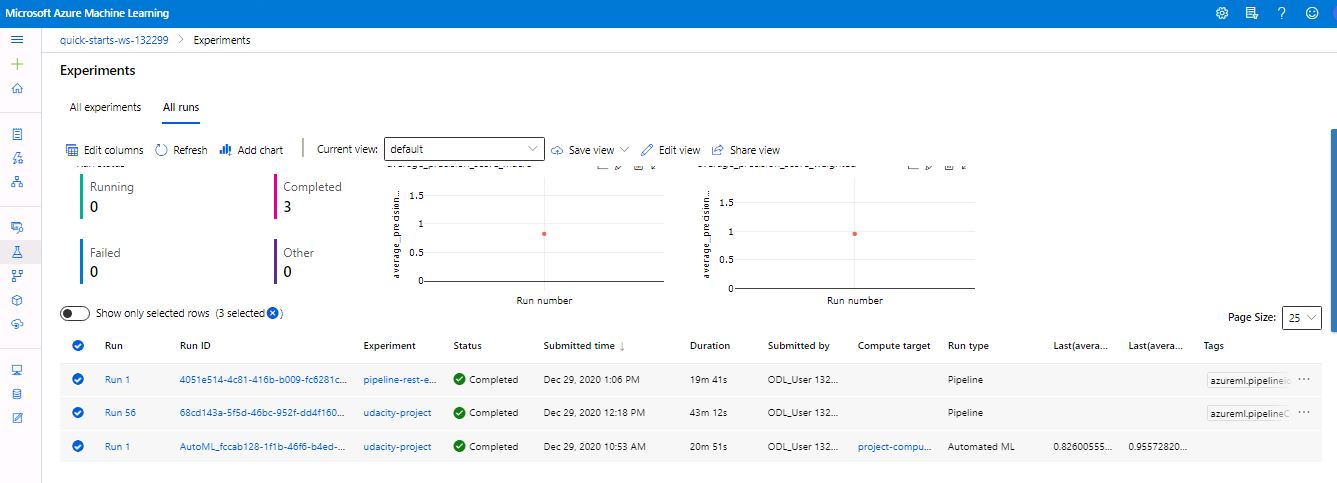 Microsoft Azure Machine Learning
quick-starts-ws-132299 > Experiments
Experiments
All experiments All runs
Edit columns Refresh Add chart Current view: default Save view Edit view Share view
Running
0
Completed
3
Failed
0
Other
0
average_precision...
1.5
1
0.5
0
Run number
average_precision...
1.5
1
0.5
0
Run number
Show only selected rows (3 selected)
Page Size: 25
Run Run ID Experiment Status Submitted time ↓ Duration Submitted by Compute target Run type Last(avera... Last(avera... Tags
Run 1 4051e514-4c81-416b-b009-fc6281c... pipeline-rest-e... Completed Dec 29, 2020 1:06 PM 19m 41s ODL_User 132... Pipeline azureml.pipeline ...
Run 56 68cd143a-5f5d-46bc-952f-dd4f160... udacity-project Completed Dec 29, 2020 12:18 PM 43m 12s ODL_User 132... Pipeline azureml.pipelineC ...
Run 1 AutoML_fccab128-1f1b-46f6-b4ed-... udacity-project Completed Dec 29, 2020 10:53 AM 20m 51s ODL_User 132... project-compu... Automated ML 0.82600555... 0.95572820...